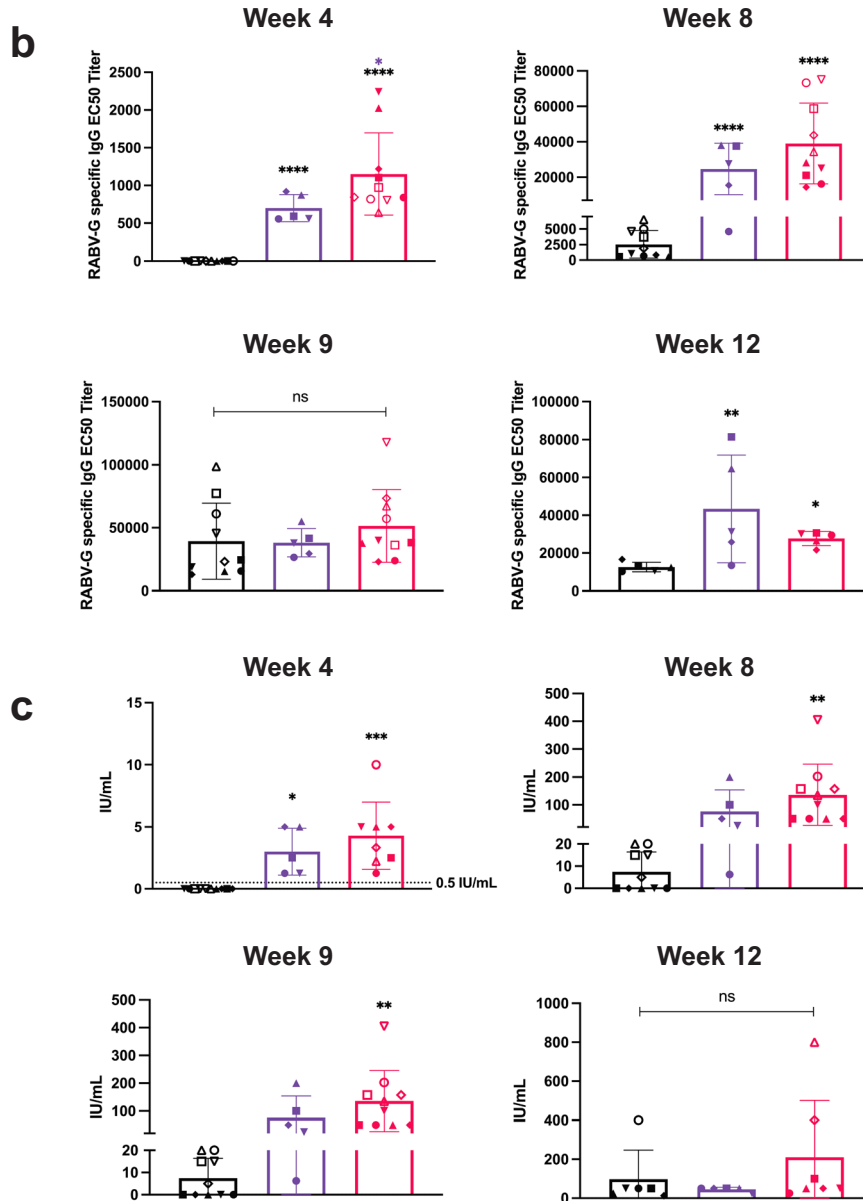 b
Week 4
RABV-G specific IgG EC50 Titer
2500
2000
1500
1000
500
0
****
*
****
Week 8
RABV-G specific IgG EC50 Titer
80000
60000
40000
20000
5000
2500
0
****
****
Week 9
RABV-G specific IgG EC50 Titer
150000
100000
50000
0
ns
Week 12
RABV-G specific IgG EC50 Titer
100000
80000
60000
40000
20000
0
**
*
c
Week 4
IU/mL
15
10
5
0
*
***
0.5 IU/mL
Week 8
IU/mL
500
400
300
200
100
20
10
0
**
Week 9
IU/mL
500
400
300
200
100
20
10
0
**
Week 12
IU/mL
1000
800
600
400
200
0
ns